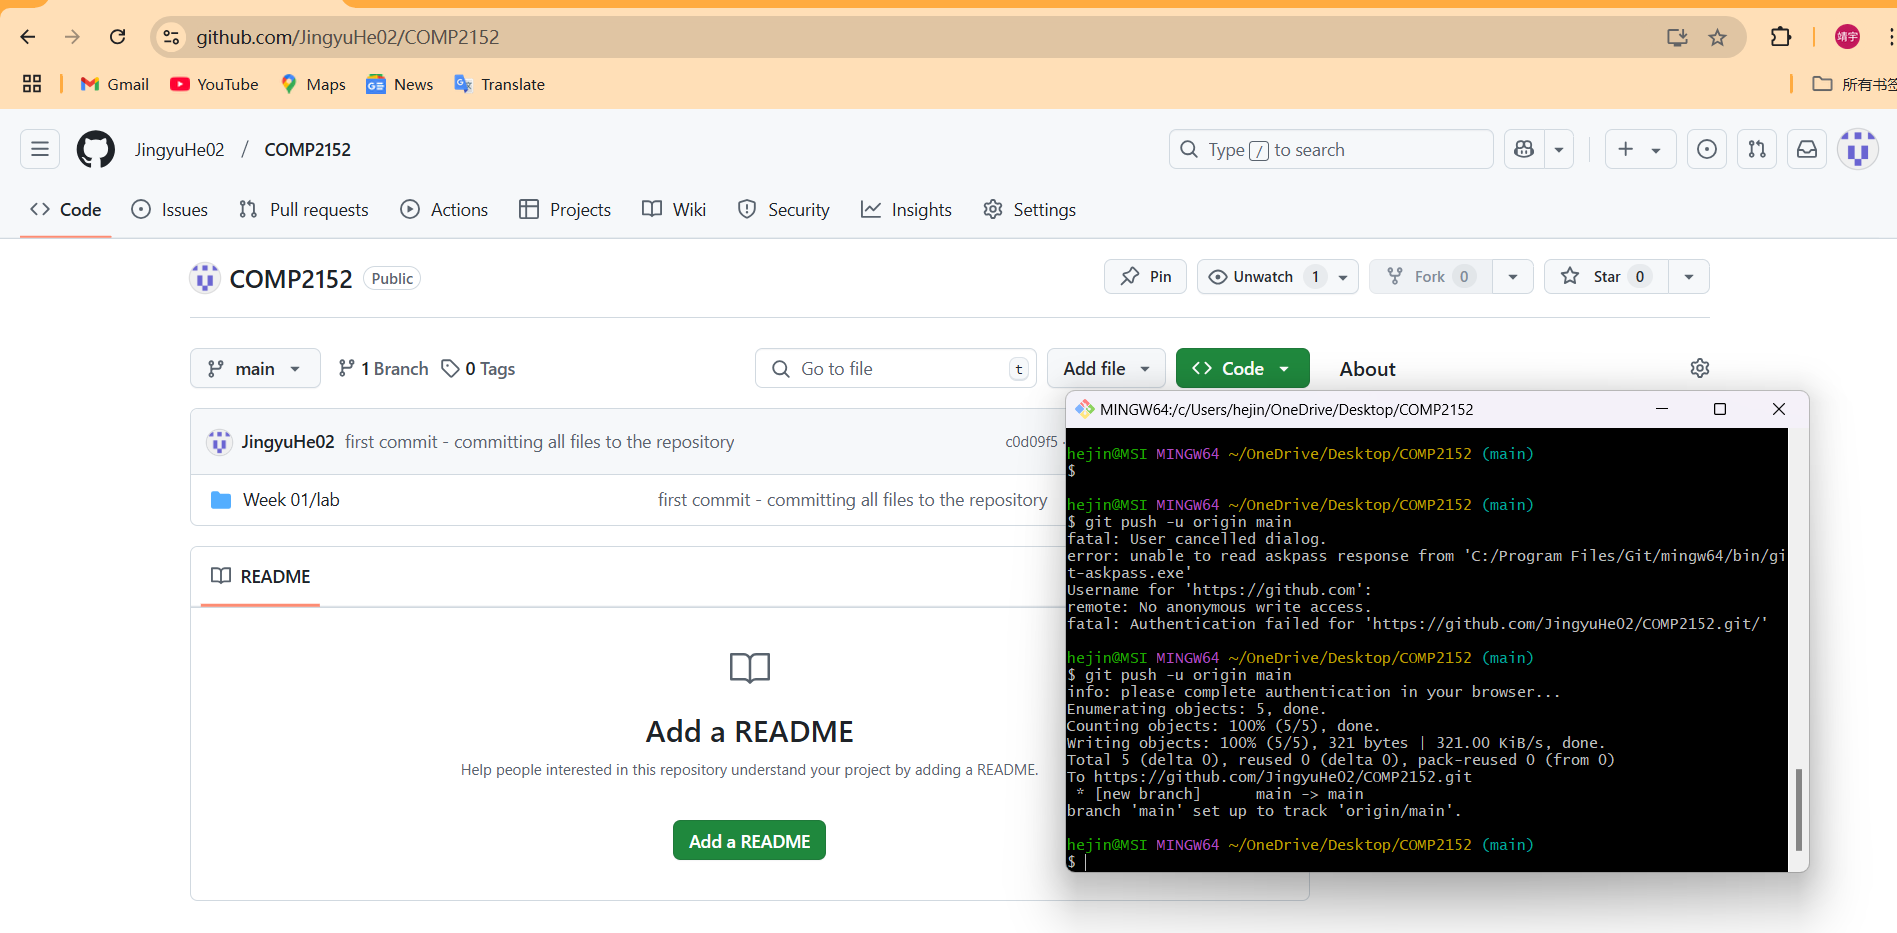 github.com/JingyuHe02/COMP2152
靖宇
Gmail YouTube Maps News Translate
所有书签
JingyuHe02 / COMP2152
Type / to search
Code Issues Pull requests Actions Projects Wiki Security Insights Settings
COMP2152 Public
Pin Unwatch 1 Fork 0 Star 0
main 1 Branch 0 Tags
Go to file t Add file Code
About
JingyuHe02 first commit - committing all files to the repository c0d09f5 ·
Week 01/lab first commit - committing all files to the repository
README
Add a README
Help people interested in this repository understand your project by adding a README.
Add a README
MINGW64:/c/Users/hejin/OneDrive/Desktop/COMP2152
hejin@MSI MINGW64 ~/OneDrive/Desktop/COMP2152 (main)
$
hejin@MSI MINGW64 ~/OneDrive/Desktop/COMP2152 (main)
$ git push -u origin main
fatal: User cancelled dialog.
error: unable to read askpass response from 'C:/Program Files/Git/mingw64/bin/gi
t-askpass.exe'
Username for 'https://github.com':
remote: No anonymous write access.
fatal: Authentication failed for 'https://github.com/JingyuHe02/COMP2152.git/'
hejin@MSI MINGW64 ~/OneDrive/Desktop/COMP2152 (main)
$ git push -u origin main
info: please complete authentication in your browser...
Enumerating objects: 5, done.
Counting objects: 100% (5/5), done.
Writing objects: 100% (5/5), 321 bytes | 321.00 KiB/s, done.
Total 5 (delta 0), reused 0 (delta 0), pack-reused 0 (from 0)
To https://github.com/JingyuHe02/COMP2152.git
 * [new branch]      main -> main
branch 'main' set up to track 'origin/main'.
hejin@MSI MINGW64 ~/OneDrive/Desktop/COMP2152 (main)
$